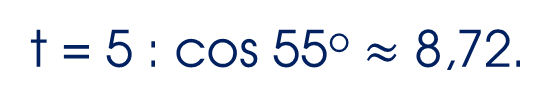 t = 5 : cos 55° ≈ 8,72.